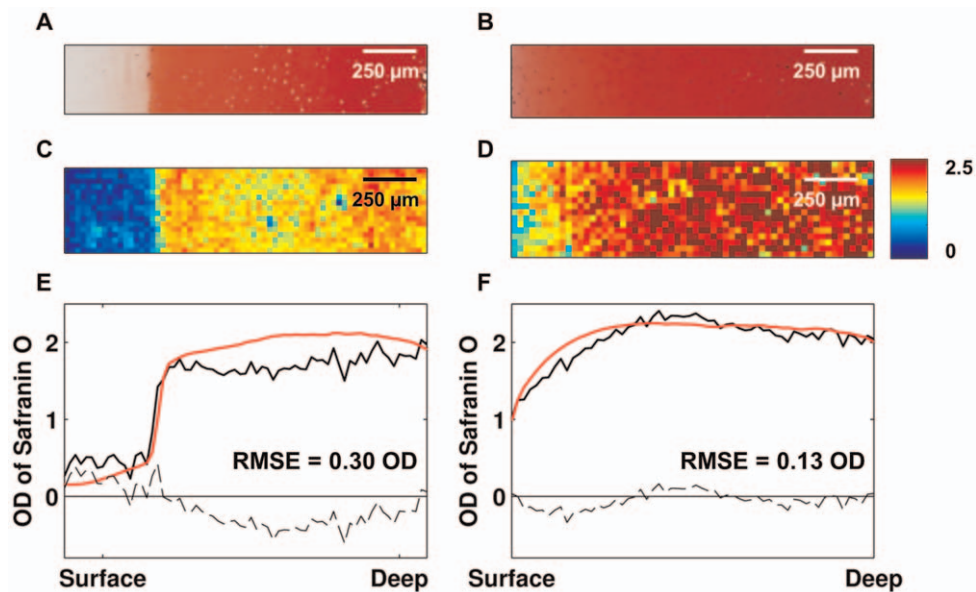 A
B
250 µm
250 µm
C
D
250 µm
250 µm
2.5
0
E
F
OD of Safranin O
2
1
0
RMSE = 0.30 OD
Surface
Deep
OD of Safranin O
2
1
0
RMSE = 0.13 OD
Surface
Deep